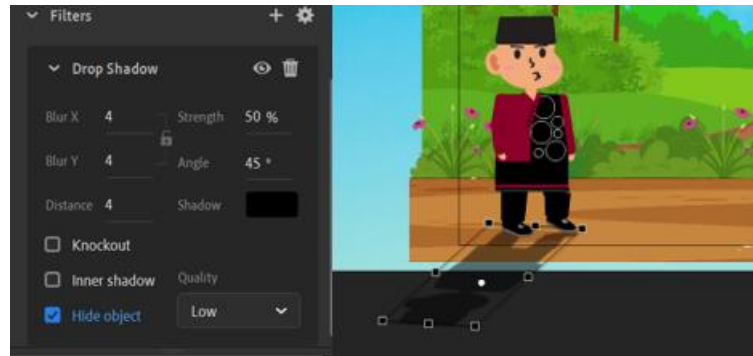 Filters
Drop Shadow
Blur X 4 Strength 50 %
Blur Y 4 Angle 45 °
Distance 4 Shadow
Knockout
Inner shadow Quality
Hide object Low